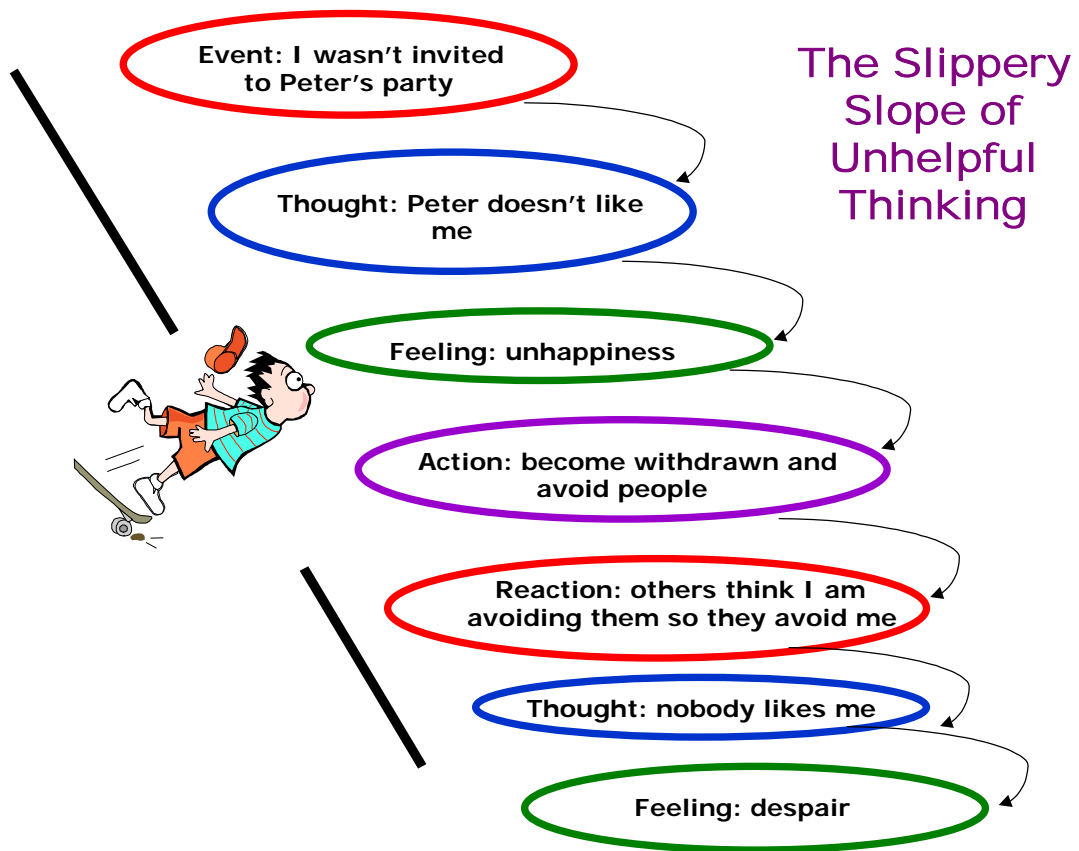 The Slippery
Slope of
Unhelpful
Thinking
Event: I wasn't invited
to Peter's party
Thought: Peter doesn't like
me
Feeling: unhappiness
Action: become withdrawn and
avoid people
Reaction: others think I am
avoiding them so they avoid me
Thought: nobody likes me
Feeling: despair